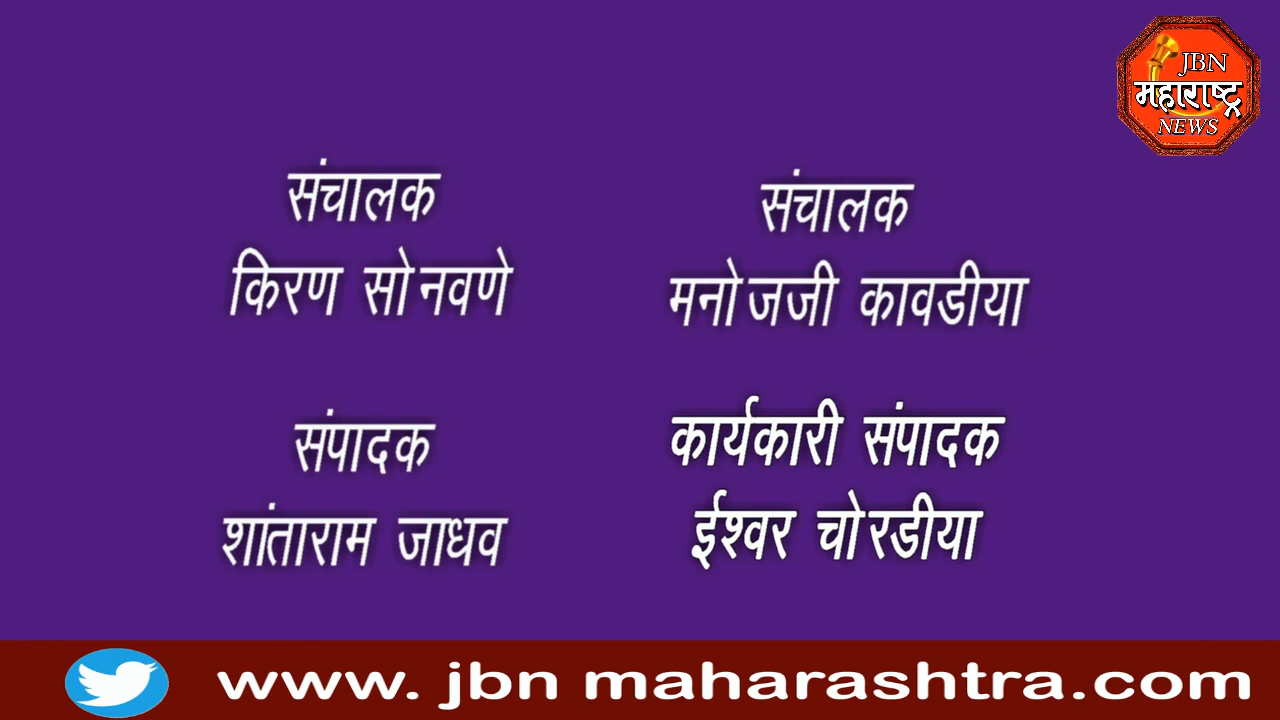 JBN
महाराष्ट्र
NEWS
संचालक
किरण सोनवणे
संचालक
मनोजजी कावडीया
संपादक
शांताराम जाधव
कार्यकारी संपादक
ईश्वर चोरडीया
www. jbn maharashtra.com